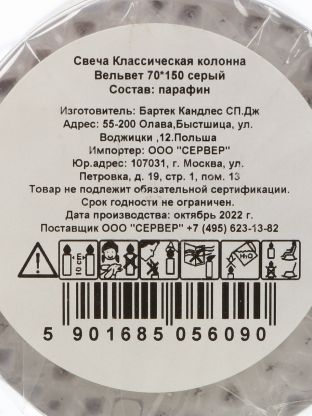 Свеча Классическая колонна
Вельвет 70*150 серый
Состав: парафин
Изготовитель: Бартек Кандлес СП.Дж
Адрес: 55-200 Олава,Быстшица, ул.
Воджицки ,12.Польша
Импортер: ООО "СЕРВЕР"
Юр.адрес: 107031, г. Москва, ул.
Петровка, д. 19, стр. 1, пом. 13
Товар не подлежит обязательной сертификации.
Срок годности не ограничен.
Дата производства: октябрь 2022 г.
Поставщик ООО "СЕРВЕР" +7 (495) 623-13-82
10 cm
H₂O
5 901685 056090